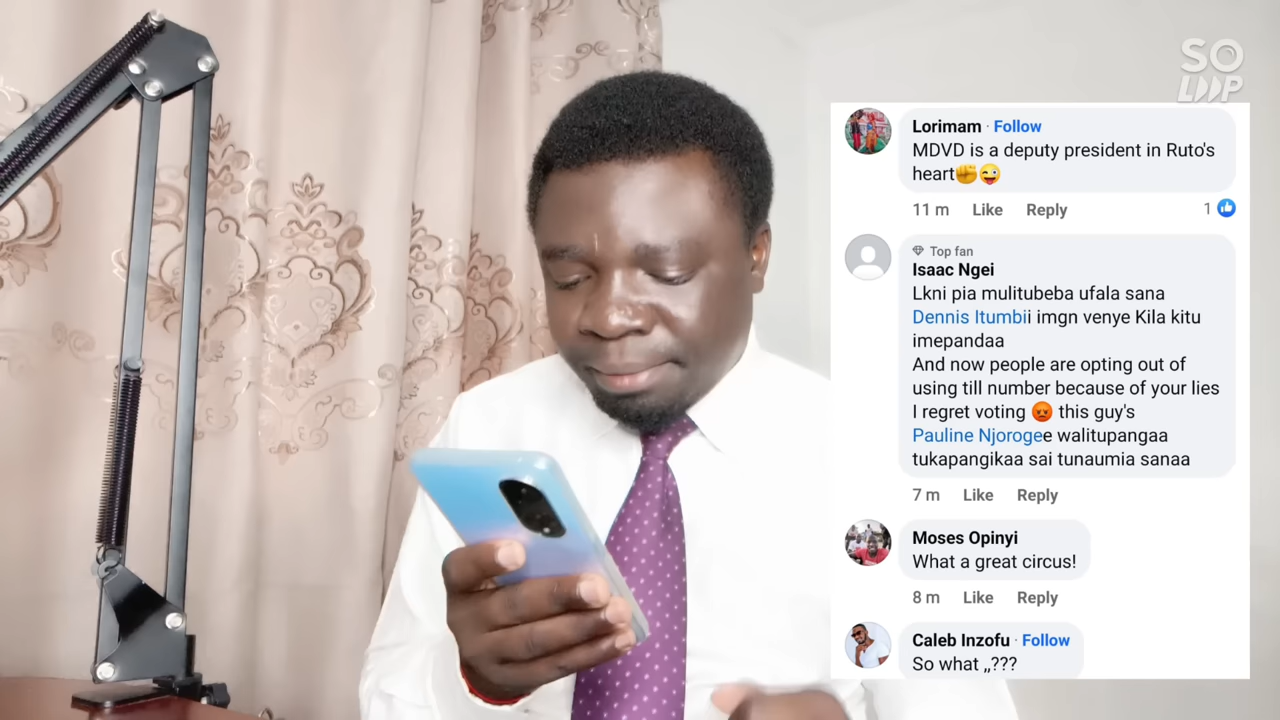 SO
LOOP
Lorimam · Follow
MDVD is a deputy president in Ruto's
heart✊😜
11 m Like Reply 1
Top fan
Isaac Ngei
Lkni pia mulitubeba ufala sana
Dennis Itumbii imgn venye Kila kitu
imepandaa
And now people are opting out of
using till number because of your lies
I regret voting 😡 this guy's
Pauline Njorogee walitupangaa
tukapangikaa sai tunaumia sanaa
7 m Like Reply
Moses Opinyi
What a great circus!
8 m Like Reply
Caleb Inzofu · Follow
So what ,,???